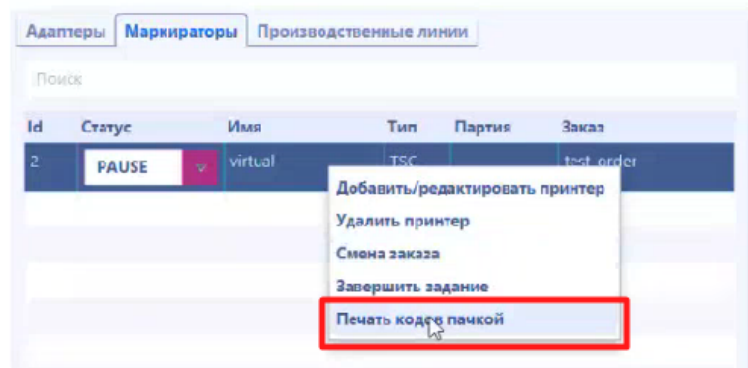 Адаптеры Маркираторы Производственные линии
Поиск
Id Статус Имя Тип Партия Заказ
2 PAUSE virtual TSC test_order
Добавить/редактировать принтер
Удалить принтер
Смена заказа
Завершить задание
Печать кодов пачкой